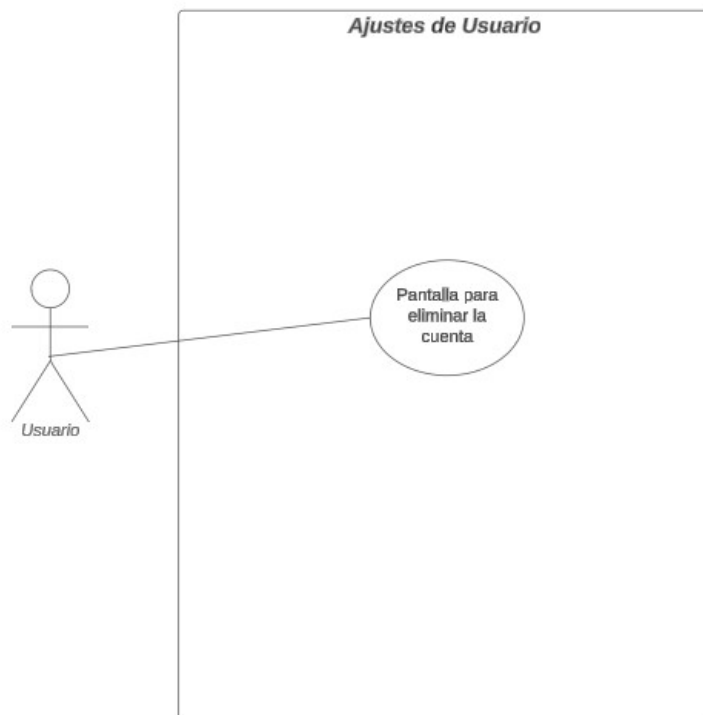 Ajustes de Usuario
Pantalla para
eliminar la
cuenta
Usuario